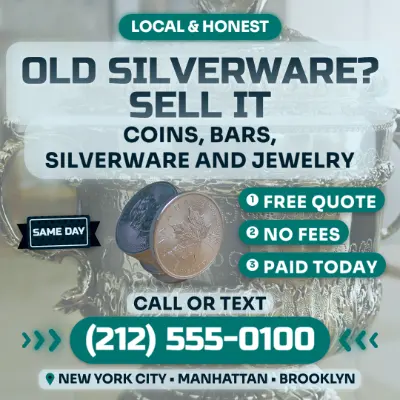 LOCAL & HONEST
OLD SILVERWARE?
SELL IT
COINS, BARS,
SILVERWARE AND JEWELRY
1 FREE QUOTE
2 NO FEES
3 PAID TODAY
SAME DAY
CALL OR TEXT
(212) 555-0100
NEW YORK CITY • MANHATTAN • BROOKLYN